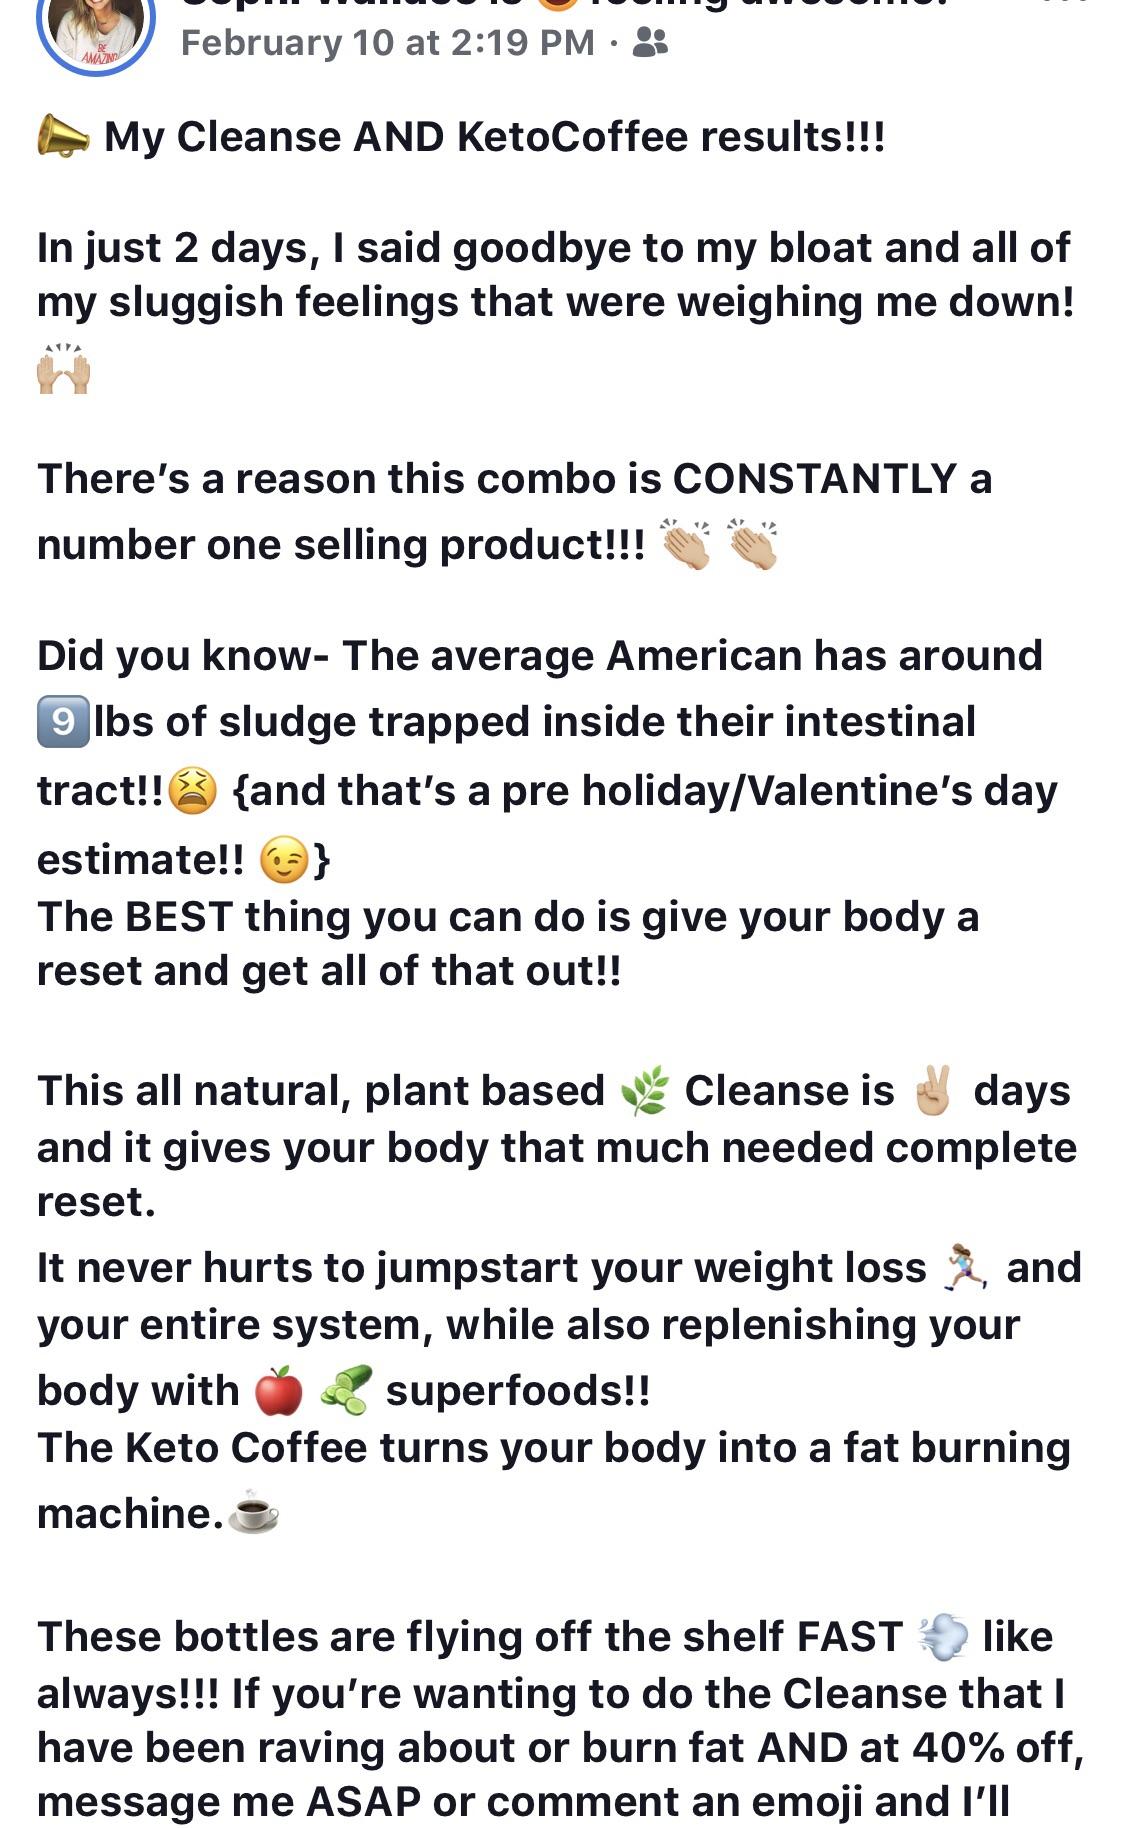 feeling awesome.
February 10 at 2:19 PM ·
BE
AMAZING
📣 My Cleanse AND KetoCoffee results!!!
In just 2 days, I said goodbye to my bloat and all of
my sluggish feelings that were weighing me down!
🙌🏼
There’s a reason this combo is CONSTANTLY a
number one selling product!!! 👏🏼 👏🏼
Did you know- The average American has around
9️⃣lbs of sludge trapped inside their intestinal
tract!!😫 {and that’s a pre holiday/Valentine’s day
estimate!! 😉}
The BEST thing you can do is give your body a
reset and get all of that out!!
This all natural, plant based 🌿 Cleanse is ✌🏼 days
and it gives your body that much needed complete
reset.
It never hurts to jumpstart your weight loss 🏃🏽‍♀️ and
your entire system, while also replenishing your
body with 🍎 🥒 superfoods!!
The Keto Coffee turns your body into a fat burning
machine.☕️
These bottles are flying off the shelf FAST 💨 like
always!!! If you’re wanting to do the Cleanse that I
have been raving about or burn fat AND at 40% off,
message me ASAP or comment an emoji and I’ll